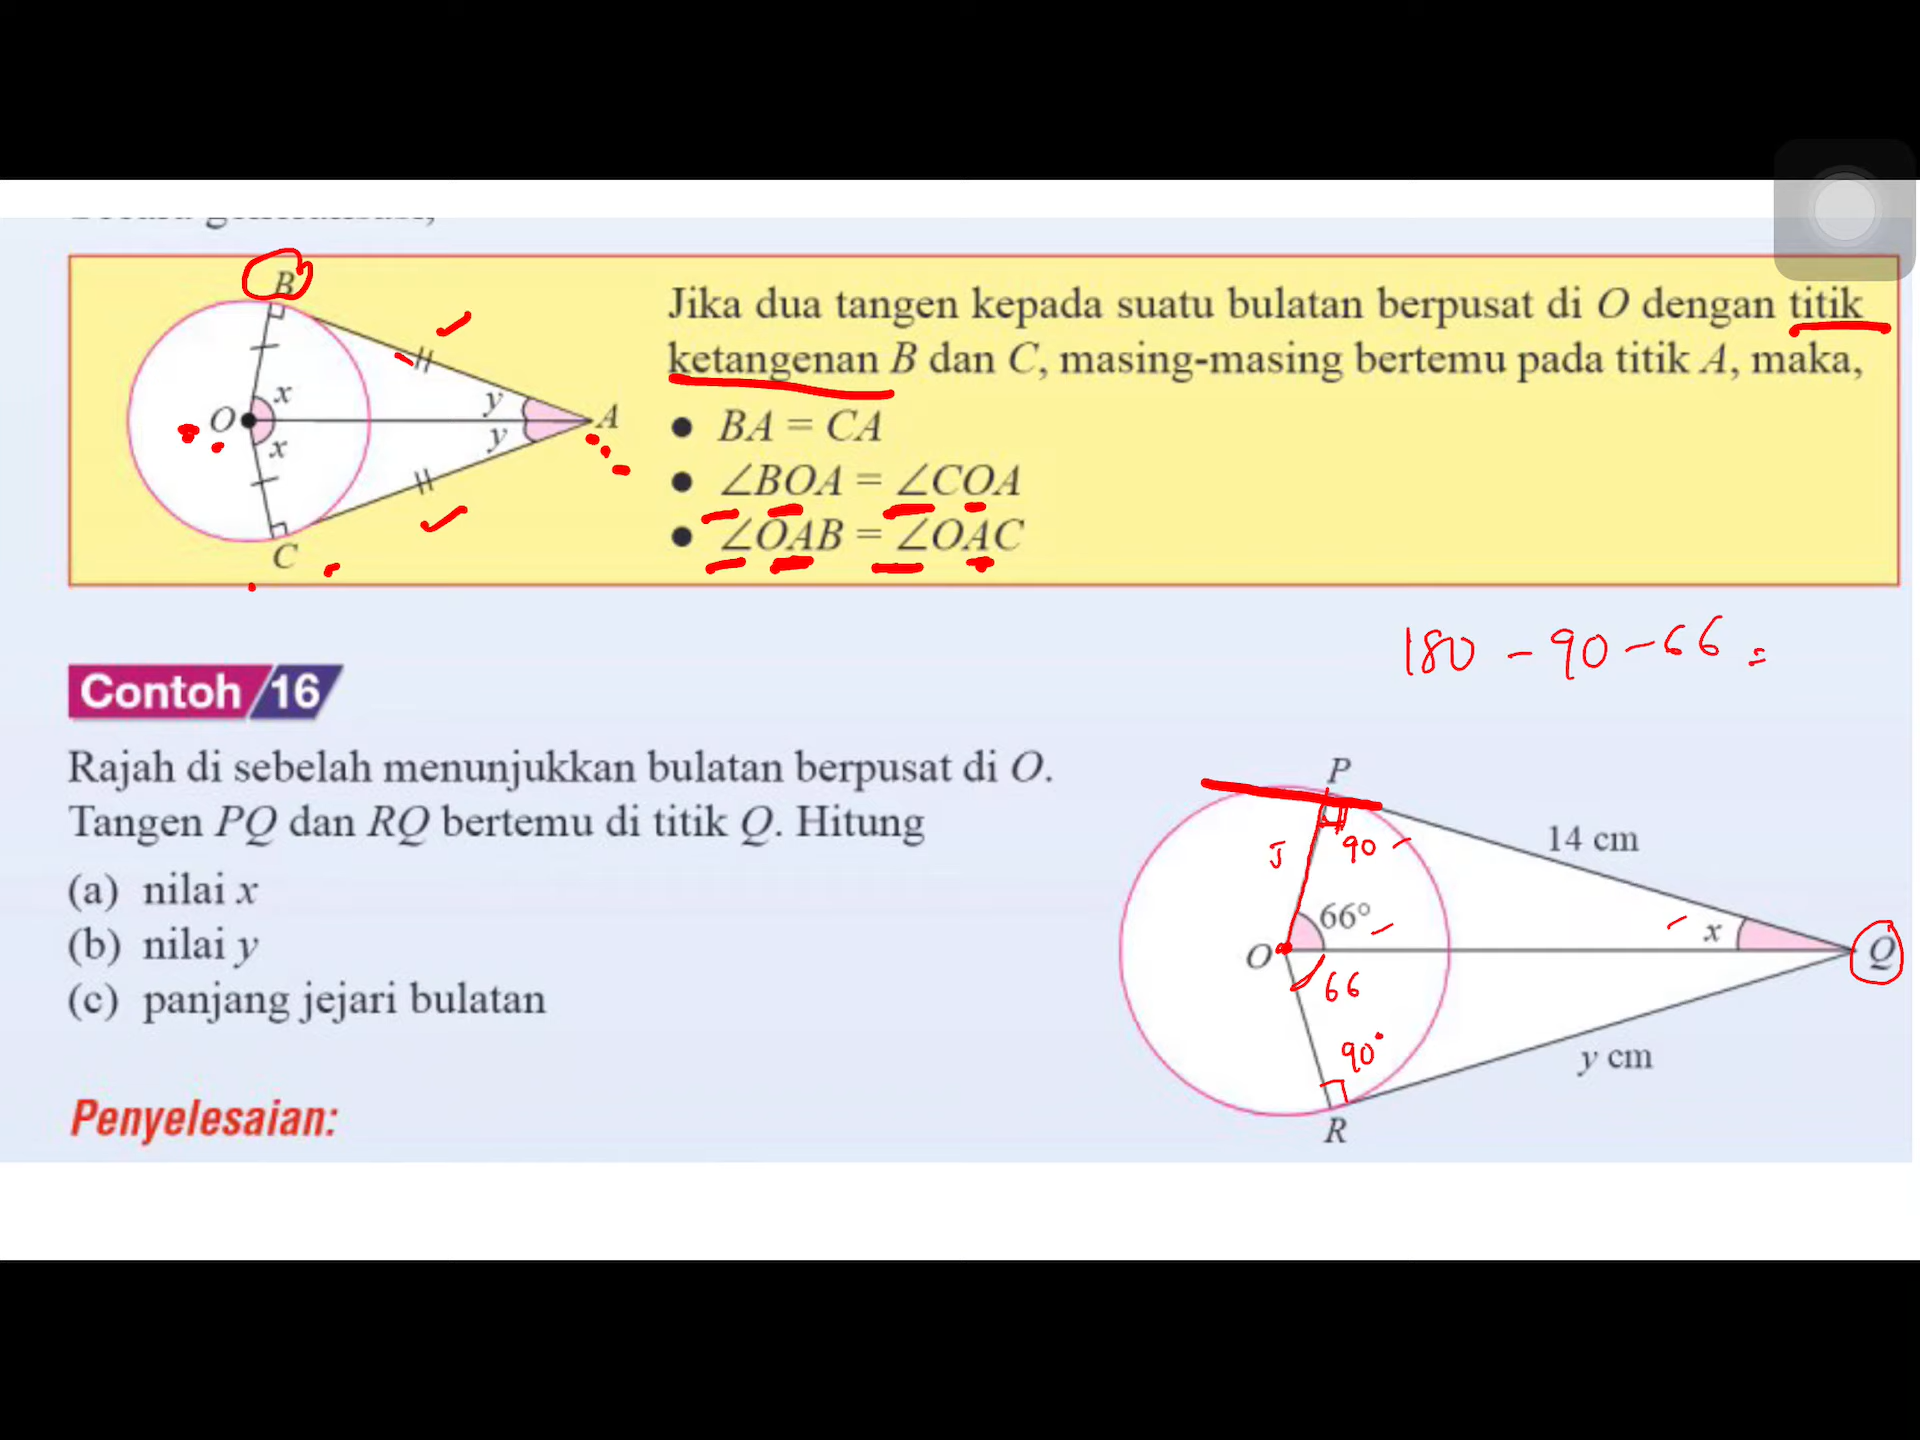 B
x
y
O
A
y
x
C
Jika dua tangen kepada suatu bulatan berpusat di O dengan titik
ketangenan B dan C, masing-masing bertemu pada titik A, maka,
● BA = CA
● ∠BOA = ∠COA
● ∠OAB = ∠OAC
180 - 90 - 66 =
Contoh 16
Rajah di sebelah menunjukkan bulatan berpusat di O.
Tangen PQ dan RQ bertemu di titik Q. Hitung
(a) nilai x
(b) nilai y
(c) panjang jejari bulatan
Penyelesaian:
P
14 cm
J
90
66°
x
O
Q
66
90°
y cm
R